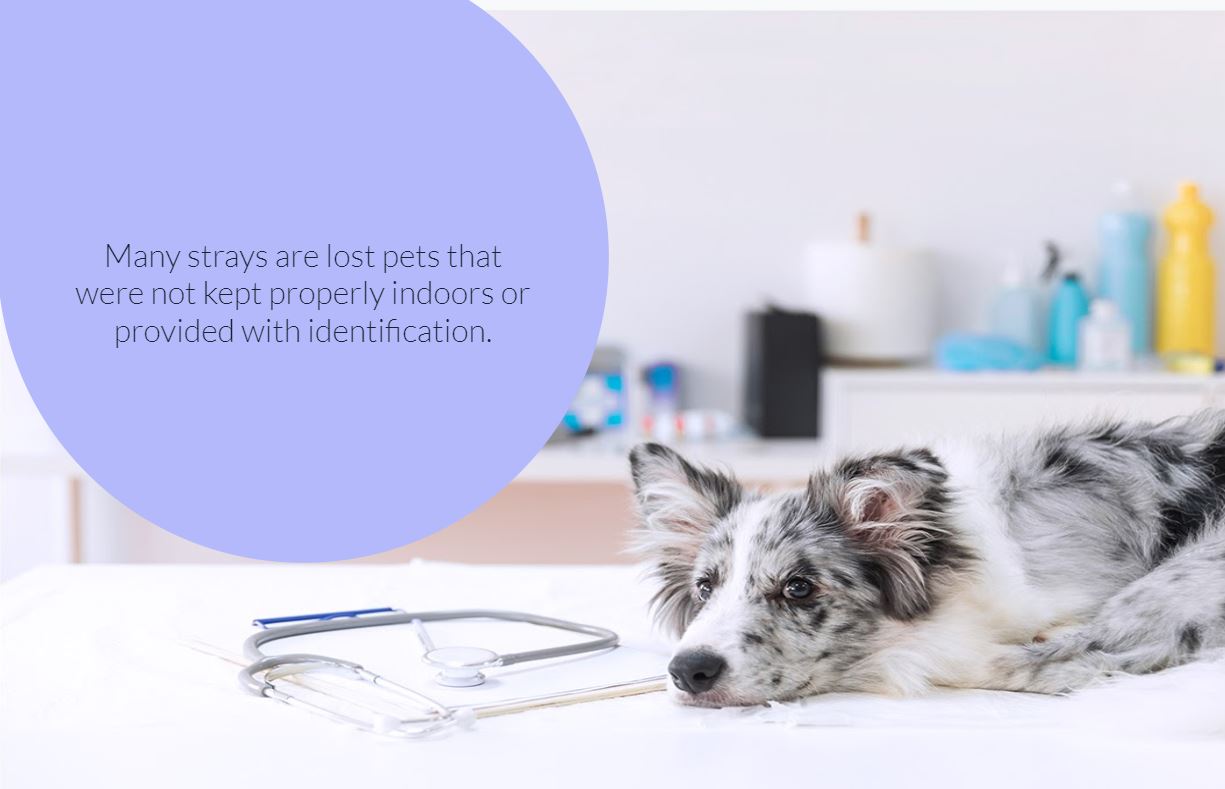 Many strays are lost pets that
were not kept properly indoors or
provided with identification.